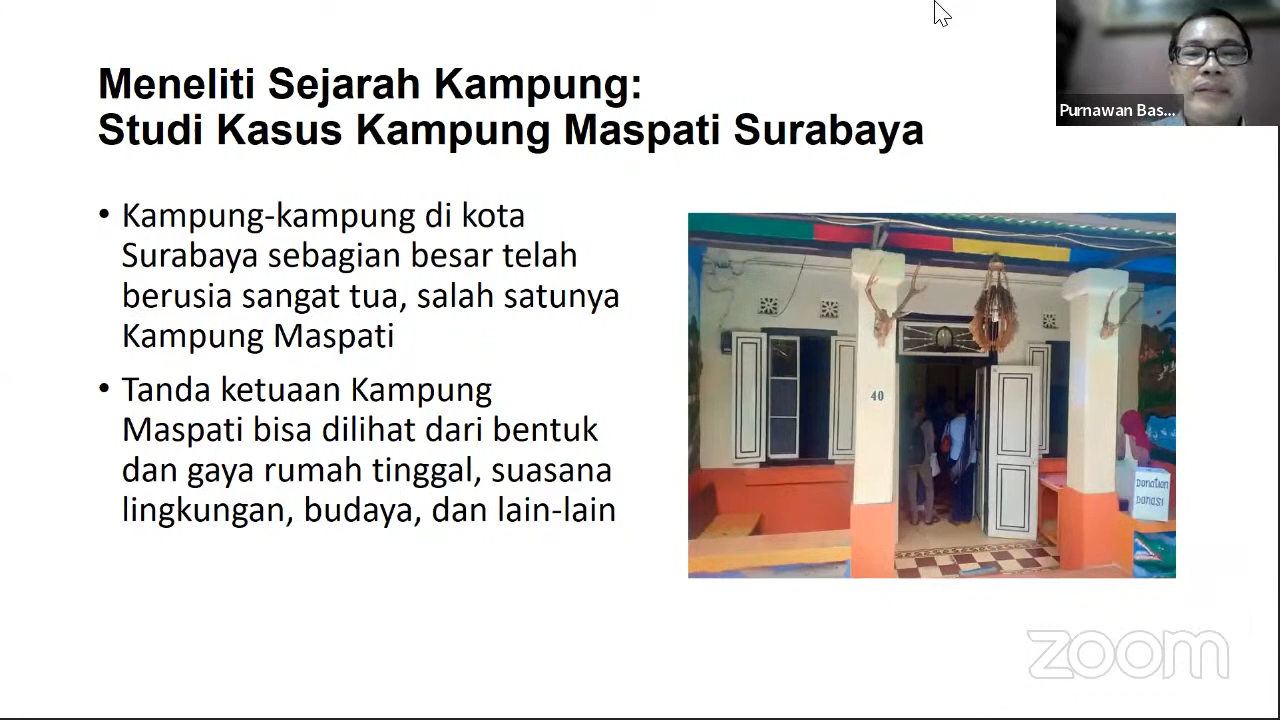 Meneliti Sejarah Kampung:
Studi Kasus Kampung Maspati Surabaya
Purnawan Bas...
• Kampung-kampung di kota
Surabaya sebagian besar telah
berusia sangat tua, salah satunya
Kampung Maspati
• Tanda ketuaan Kampung
Maspati bisa dilihat dari bentuk
dan gaya rumah tinggal, suasana
lingkungan, budaya, dan lain-lain
40
DONATION
DONASI
zoom